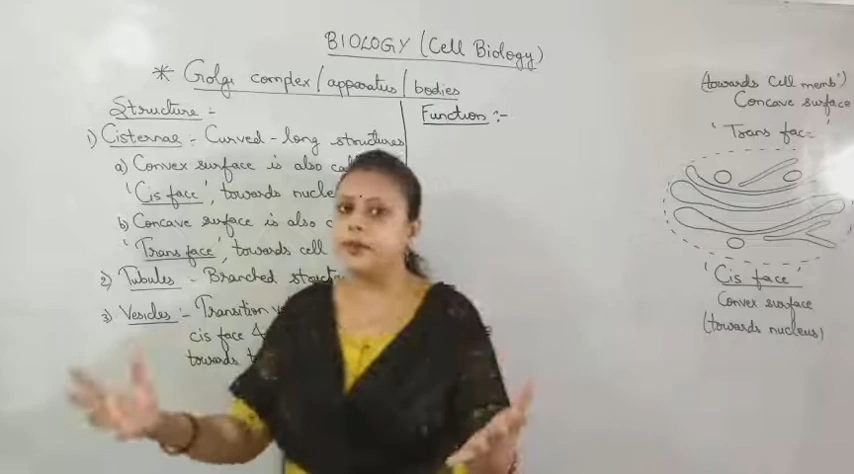 BIOLOGY (Cell Biology)
* Golgi complex/apparatus/bodies
Structure :-
1) Cisternae - Curved-long structures
a) Convex surface is also
'Cis face', towards
b) Concave surface is also
'Trans face', towards cell
2) Tubules - Branched
3) Vesicles :- Transition
cis face &
towards
Function :-
(towards cell memb')
Concave surface
'Trans face'
'Cis face'
Convex surface
(towards nucleus)